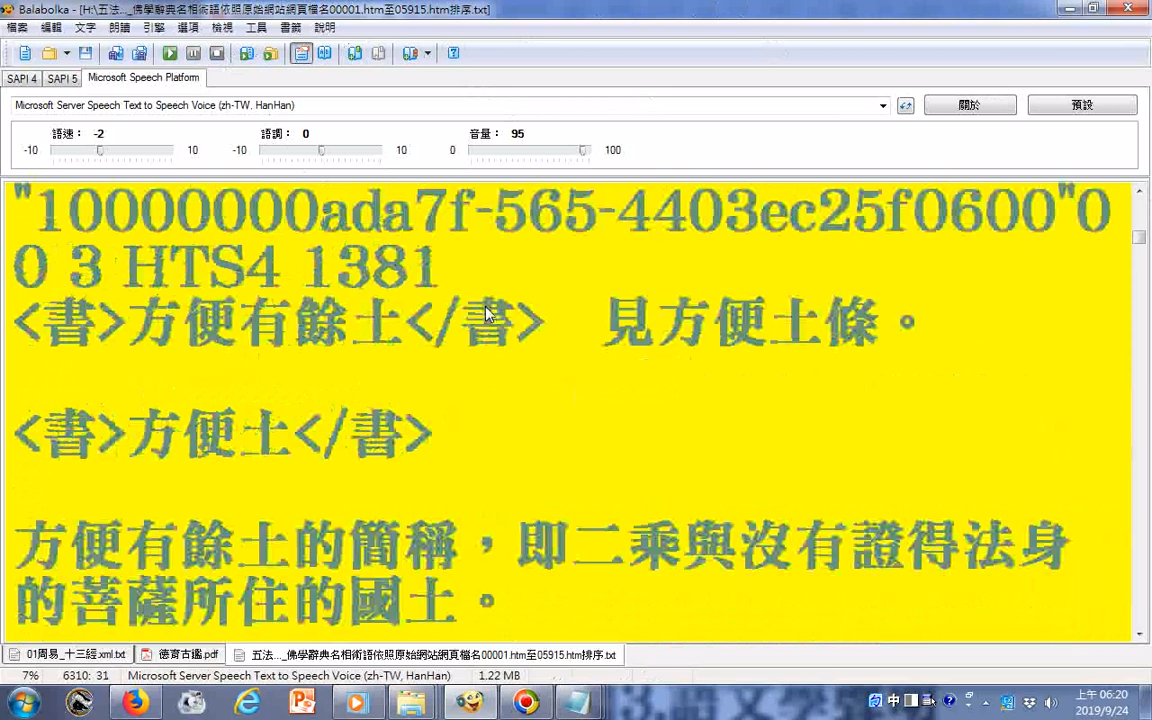 Balabolka - [H:\五法..._佛學辭典名相術語依照原始網站網頁檔名00001.htm至05915.htm排序.txt]
檔案 編輯 文字 朗讀 引擎 選項 檢視 工具 書籤 說明
SAPI 4 SAPI 5 Microsoft Speech Platform
Microsoft Server Speech Text to Speech Voice (zh-TW, HanHan)
關於 預設
語速： -2 語調： 0 音量： 95
-10 10 -10 10 0 100
"10000000ada7f-565-4403ec25f0600"0
0 3 HTS4 1381
<書>方便有餘土</書> 見方便土條。
<書>方便土</書>
方便有餘土的簡稱，即二乘與沒有證得法身
的菩薩所住的國土。
01周易_十三經.xml.txt 德育古鑑.pdf 五法..._佛學辭典名相術語依照原始網站網頁檔名00001.htm至05915.htm排序.txt
7% 6310: 31 Microsoft Server Speech Text to Speech Voice (zh-TW, HanHan) 1.22 MB
中 上午 06:20
2019/9/24